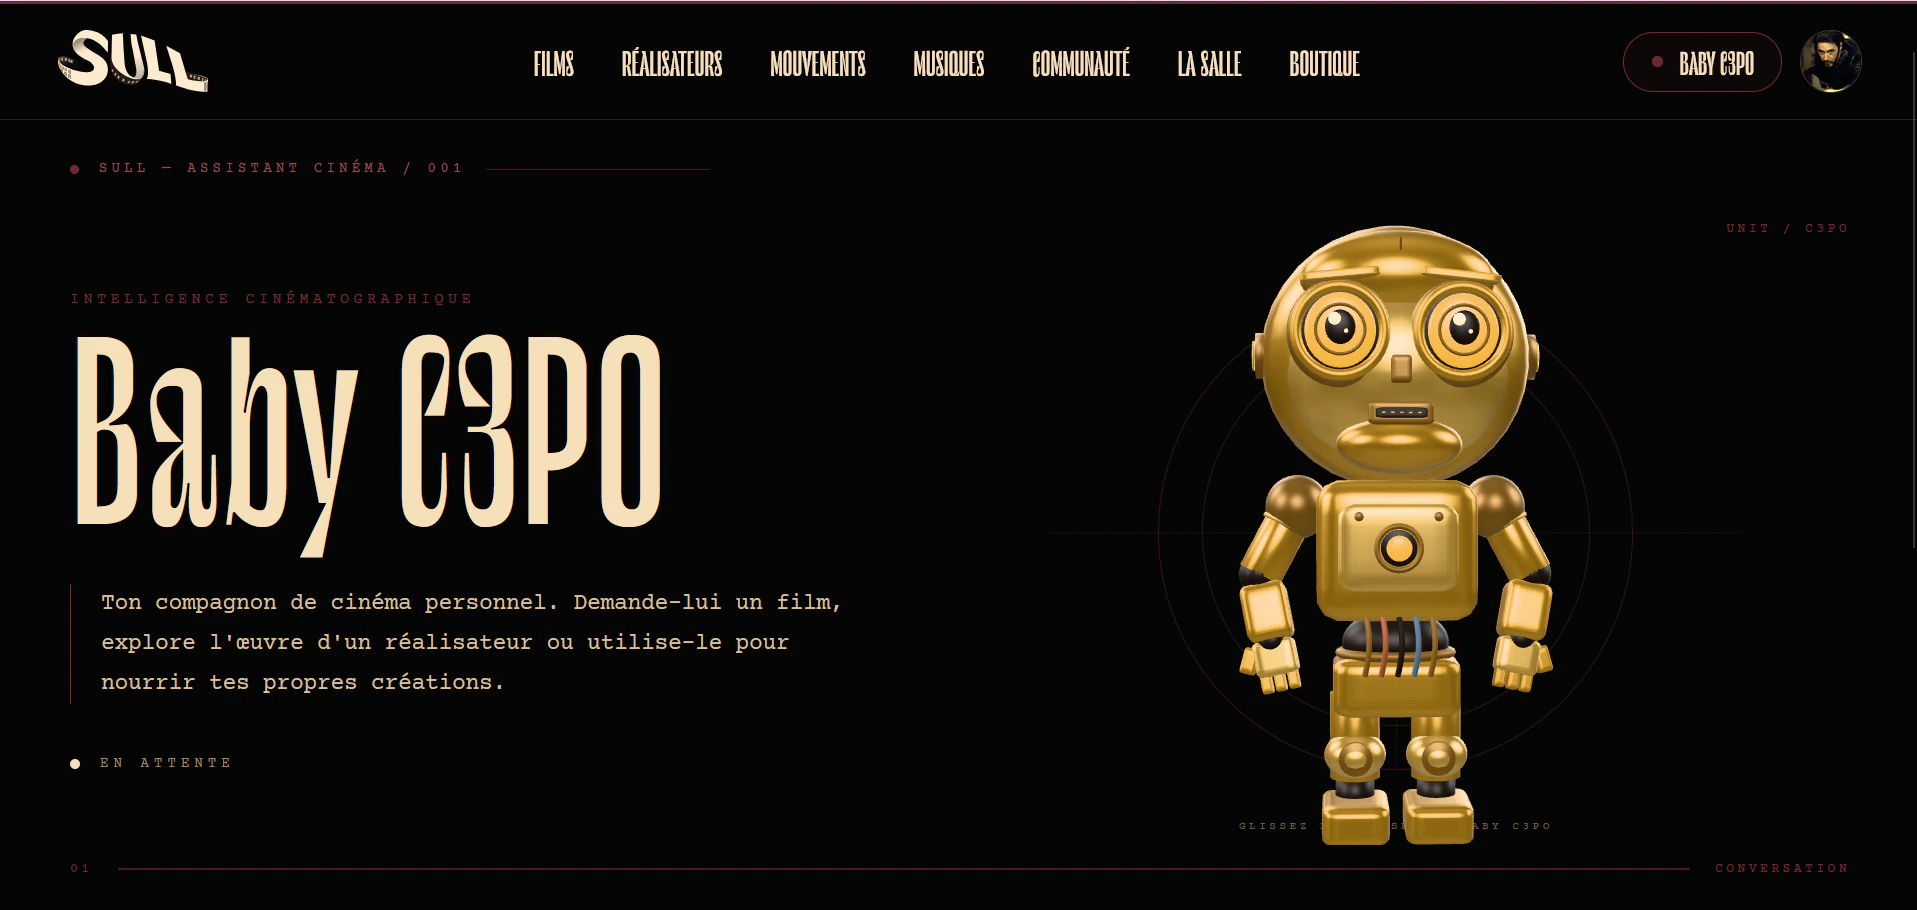 SULL
FILMS RÉALISATEURS MOUVEMENTS MUSIQUES COMMUNAUTÉ LA SALLE BOUTIQUE
BABY C3PO
SULL — ASSISTANT CINÉMA / 001
UNIT / C3PO
INTELLIGENCE CINÉMATOGRAPHIQUE
Baby C3PO
Ton compagnon de cinéma personnel. Demande-lui un film,
explore l'œuvre d'un réalisateur ou utilise-le pour
nourrir tes propres créations.
EN ATTENTE
GLISSEZ C3PO
01
CONVERSATION